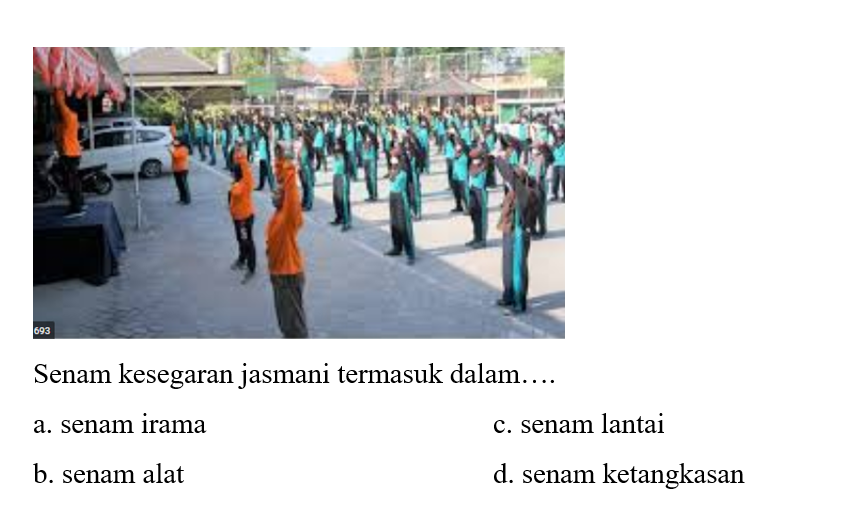 693
Senam kesegaran jasmani termasuk dalam….
a. senam irama
c. senam lantai
b. senam alat
d. senam ketangkasan